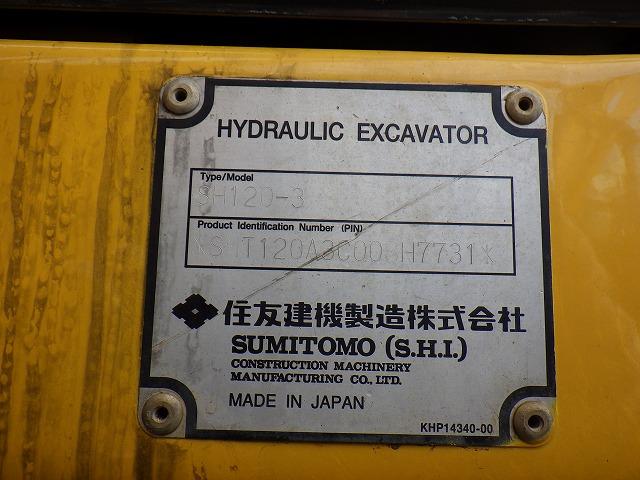 HYDRAULIC EXCAVATOR
Type/Model
SH120-3
Product Identification Number (PIN)
住友建機製造株式会社
SUMITOMO (S.H.I.)
CONSTRUCTION MACHINERY
MANUFACTURING CO., LTD.
MADE IN JAPAN
KHP14340-00